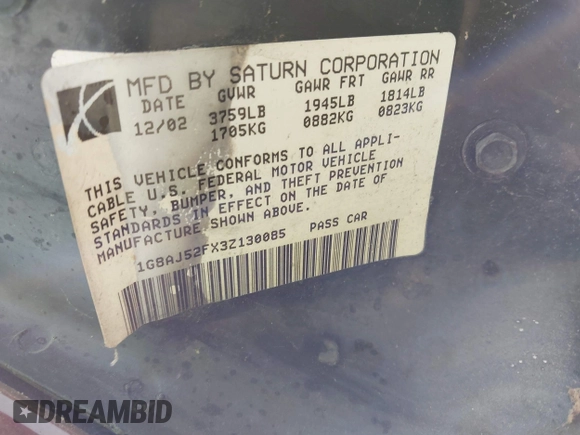 MFD BY SATURN CORPORATION
DATE GVWR GAWR FRT GAWR RR
12/02 3759LB 1945LB 1814LB
1705KG 0882KG 0823KG
THIS VEHICLE CONFORMS TO ALL APPLI-
CABLE U.S. FEDERAL MOTOR VEHICLE
SAFETY, BUMPER, AND THEFT PREVENTION
STANDARDS IN EFFECT ON THE DATE OF
MANUFACTURE SHOWN ABOVE.
1G8AJ52FX3Z130085 PASS CAR
DREAMBID